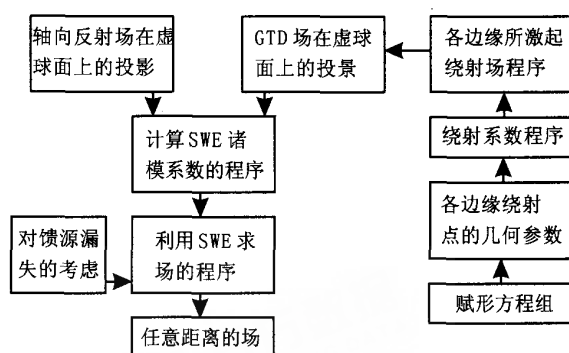 轴向反射场在虚
球面上的投影
GTD场在虚球
面上的投景
各边缘所激起
绕射场程序
计算SWE诸
模系数的程序
绕射系数程序
对馈源漏
失的考虑
利用SWE求
场的程序
各边缘绕射
点的几何参数
任意距离的场
赋形方程组